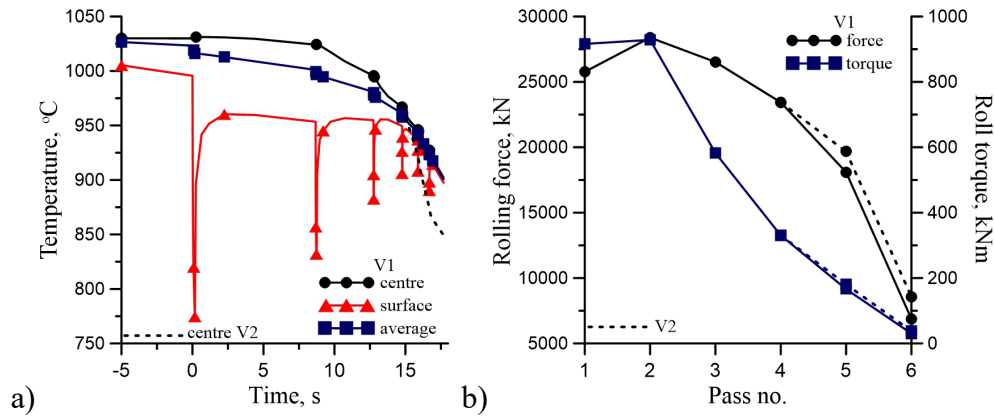 a)
Temperature, °C
1050
1000
950
900
850
800
750
-5
0
5
10
15
Time, s
V1
centre
surface
average
centre V2
b)
Rolling force, kN
30000
25000
20000
15000
10000
5000
1
2
3
4
5
6
Pass no.
V1
force
torque
V2
1000
800
600
400
200
0
Roll torque, kNm